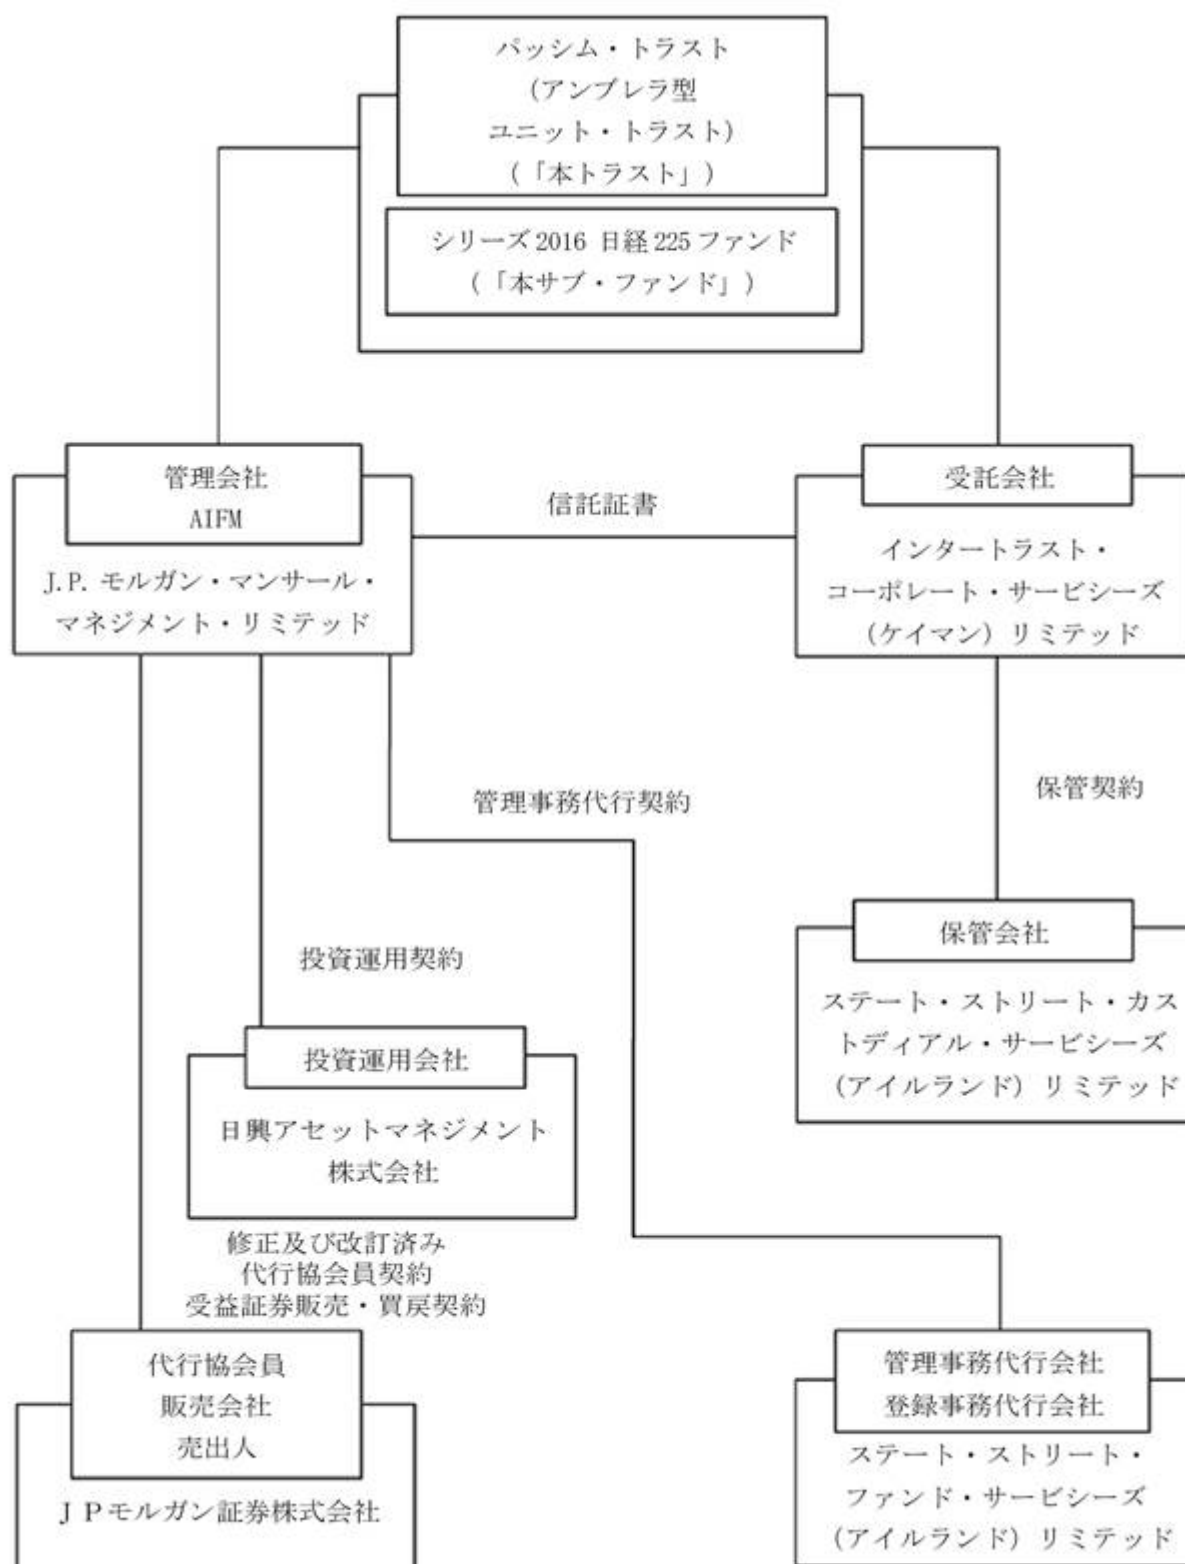 パッシム・トラスト
(アンブレラ型
ユニット・トラスト)
(「本トラスト」)
シリーズ2016 日経225ファンド
(「本サブ・ファンド」)
管理会社
AIFM
J.P. モルガン・マンサール・
マネジメント・リミテッド
信託証書
受託会社
インタートラスト・
コーポレート・サービシーズ
(ケイマン) リミテッド
管理事務代行契約
保管契約
投資運用契約
保管会社
ステート・ストリート・カス
トディアル・サービシーズ
(アイルランド) リミテッド
投資運用会社
日興アセットマネジメント
株式会社
修正及び改訂済み
代行協会員契約
受益証券販売・買戻契約
代行協会員
販売会社
売出人
JPモルガン証券株式会社
管理事務代行会社
登録事務代行会社
ステート・ストリート・
ファンド・サービシーズ
(アイルランド) リミテッド